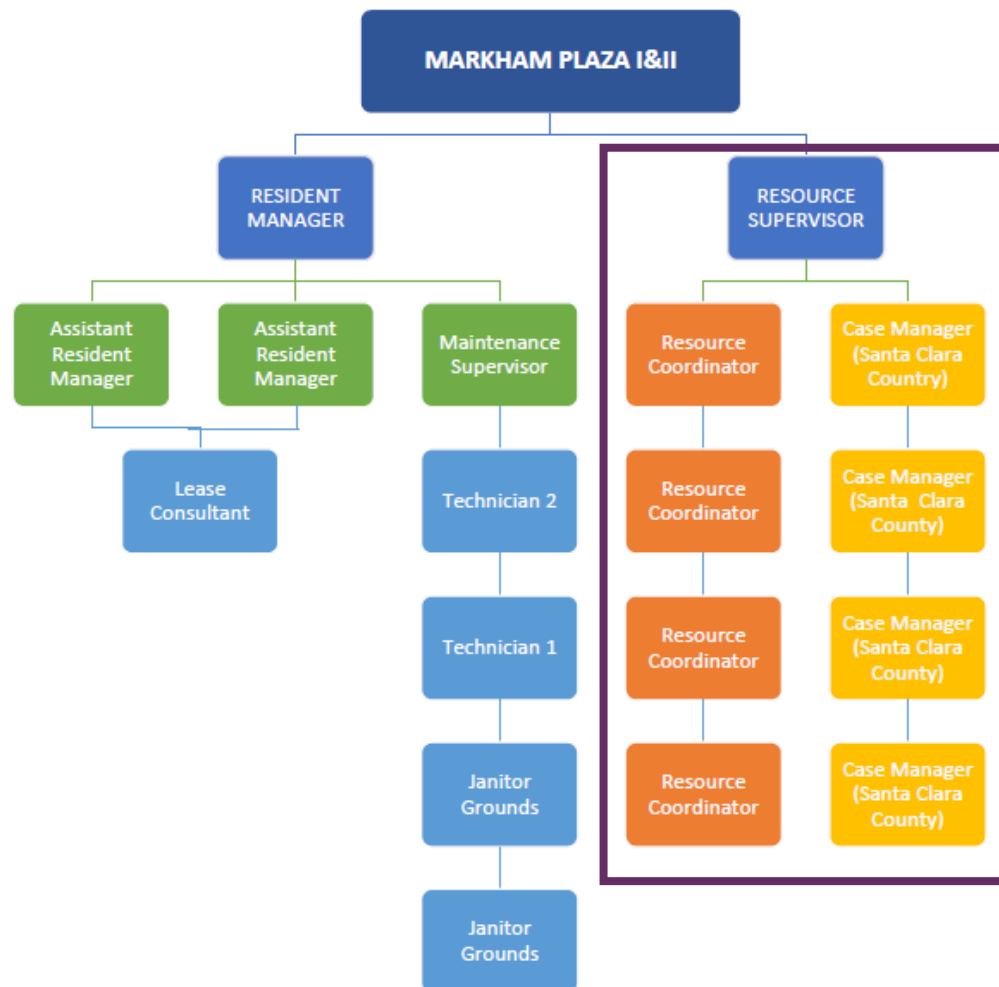 MARKHAM PLAZA I&II
RESIDENT
MANAGER
RESOURCE
SUPERVISOR
Assistant
Resident
Manager
Assistant
Resident
Manager
Maintenance
Supervisor
Resource
Coordinator
Case Manager
(Santa Clara
Country)
Lease
Consultant
Technician 2
Resource
Coordinator
Case Manager
(Santa Clara
County)
Technician 1
Resource
Coordinator
Case Manager
(Santa Clara
County)
Janitor
Grounds
Resource
Coordinator
Case Manager
(Santa Clara
County)
Janitor
Grounds